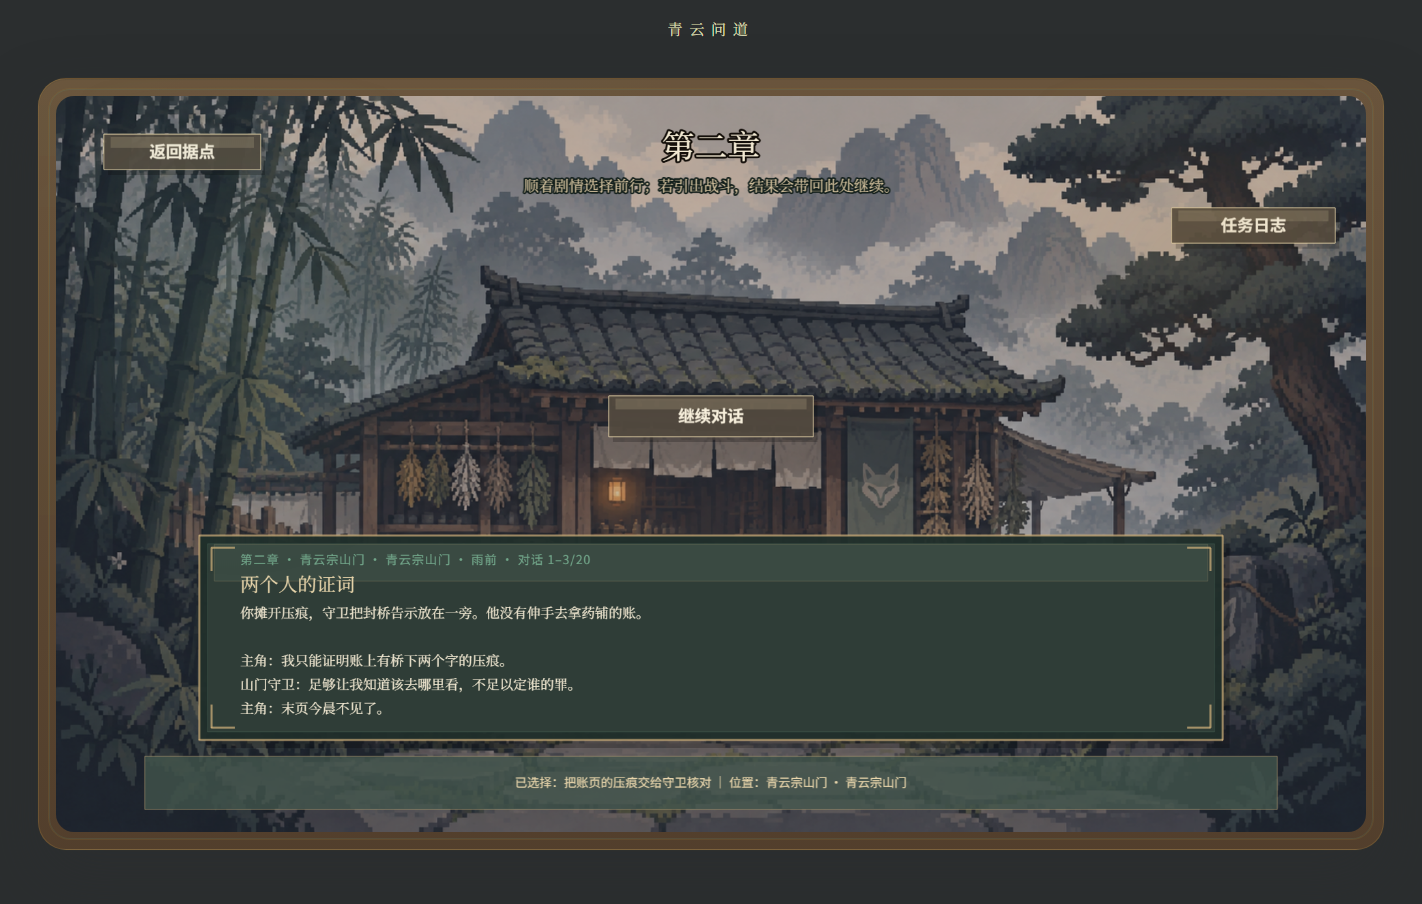 青云问道
返回据点
第二章
顺着剧情选择前行；若引出战斗，结果会带回此处继续。
任务日志
继续对话
第二章 · 青云宗山门 · 青云宗山门 · 雨前 · 对话 1–3/20
两个人的证词
你摊开压痕，守卫把封桥告示放在一旁。他没有伸手去拿药铺的账。
主角：我只能证明账上有桥下两个字的压痕。
山门守卫：足够让我知道该去哪里看，不足以定谁的罪。
主角：末页今晨不见了。
已选择：把账页的压痕交给守卫核对｜位置：青云宗山门 · 青云宗山门